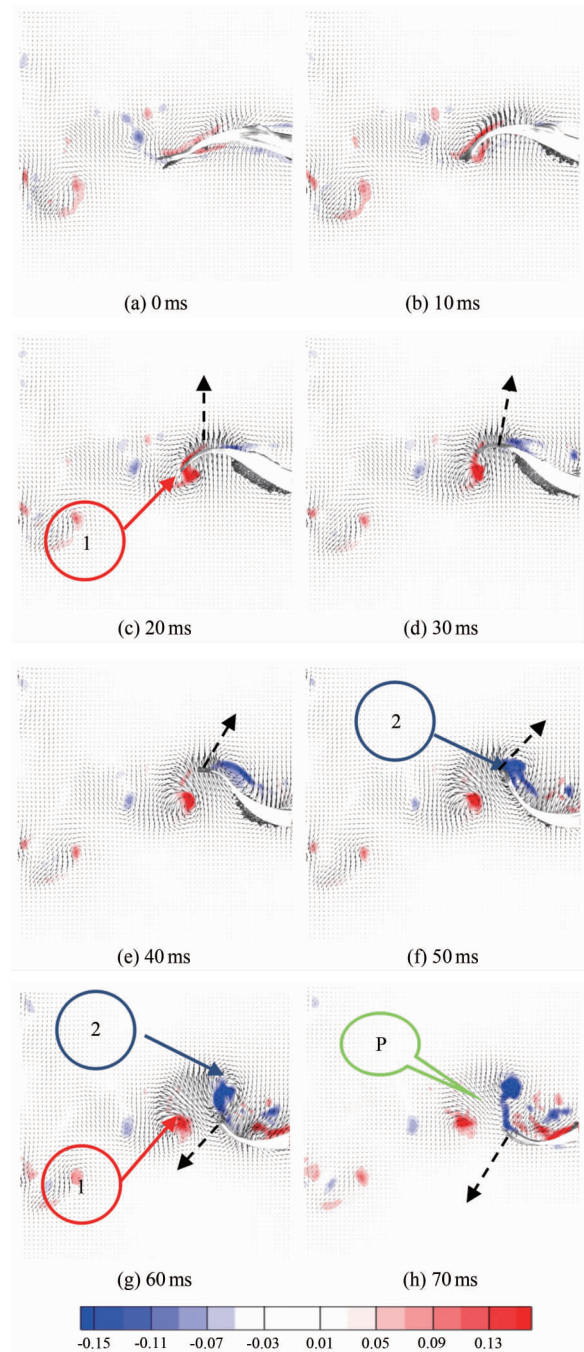 (a) 0 ms
(b) 10 ms
1
(c) 20 ms
(d) 30 ms
2
(e) 40 ms
(f) 50 ms
2
P
1
(g) 60 ms
(h) 70 ms
-0.15 -0.11 -0.07 -0.03 0.01 0.05 0.09 0.13